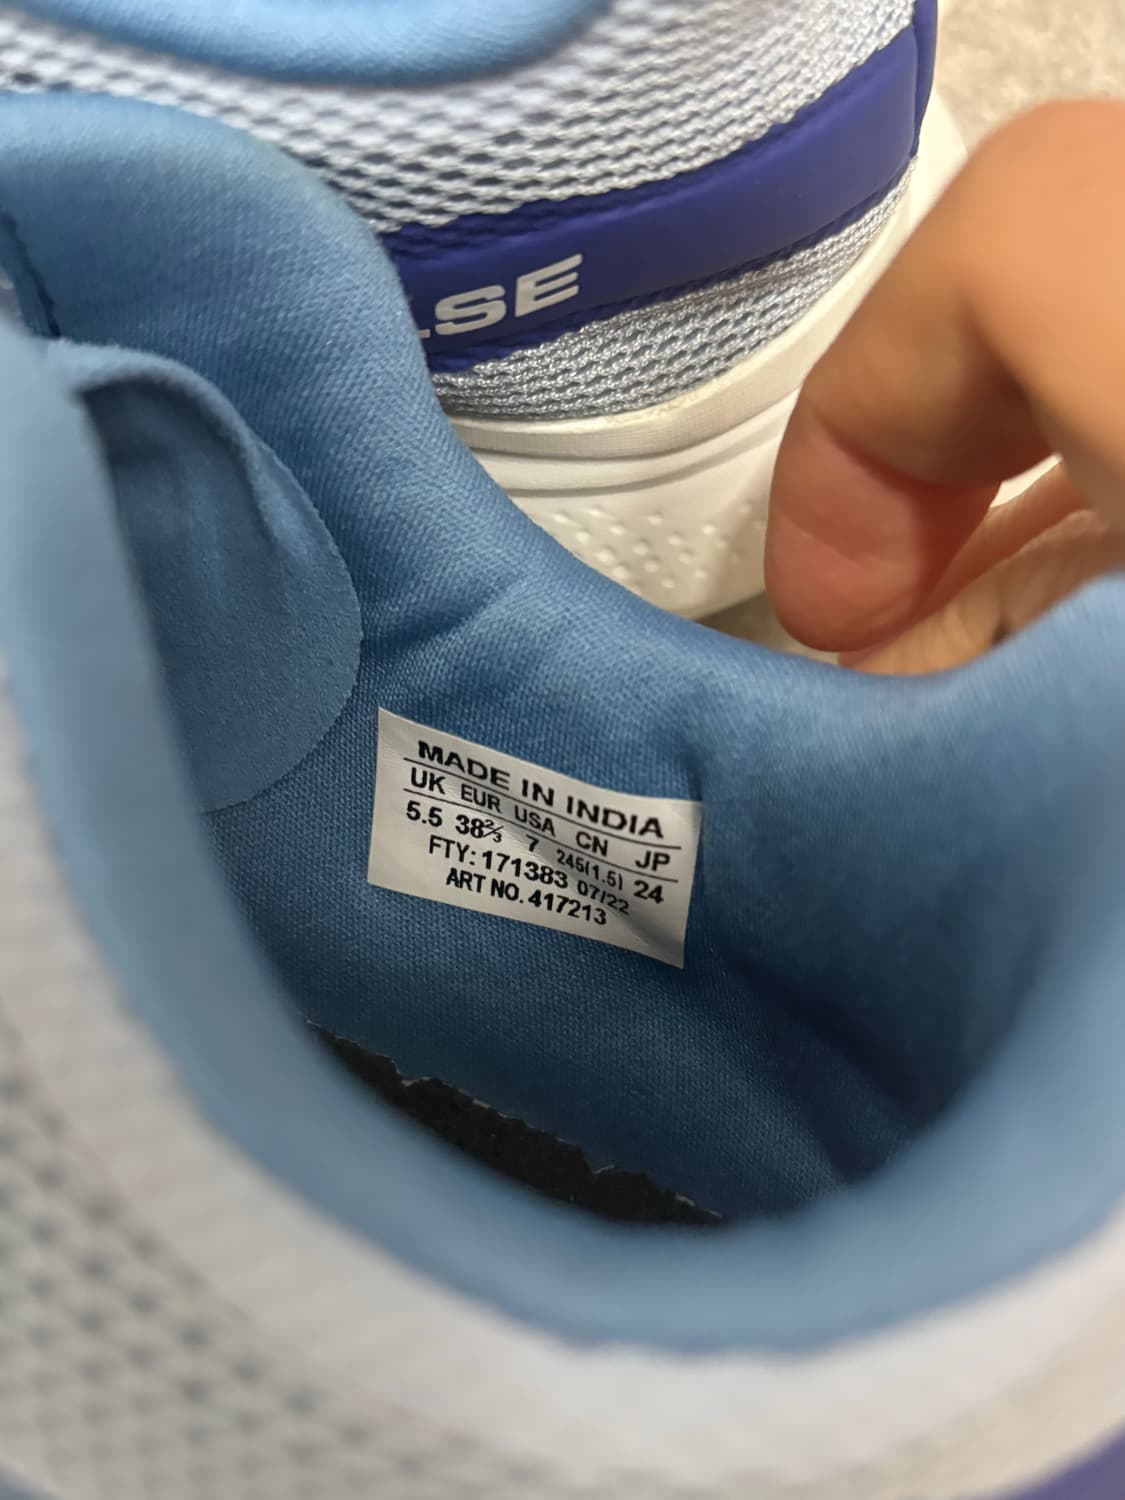 LSE
MADE IN INDIA
UK EUR USA CN JP
5.5 38⅔ 7 245(1.5) 24
FTY: 171383 07/22
ART NO. 417213